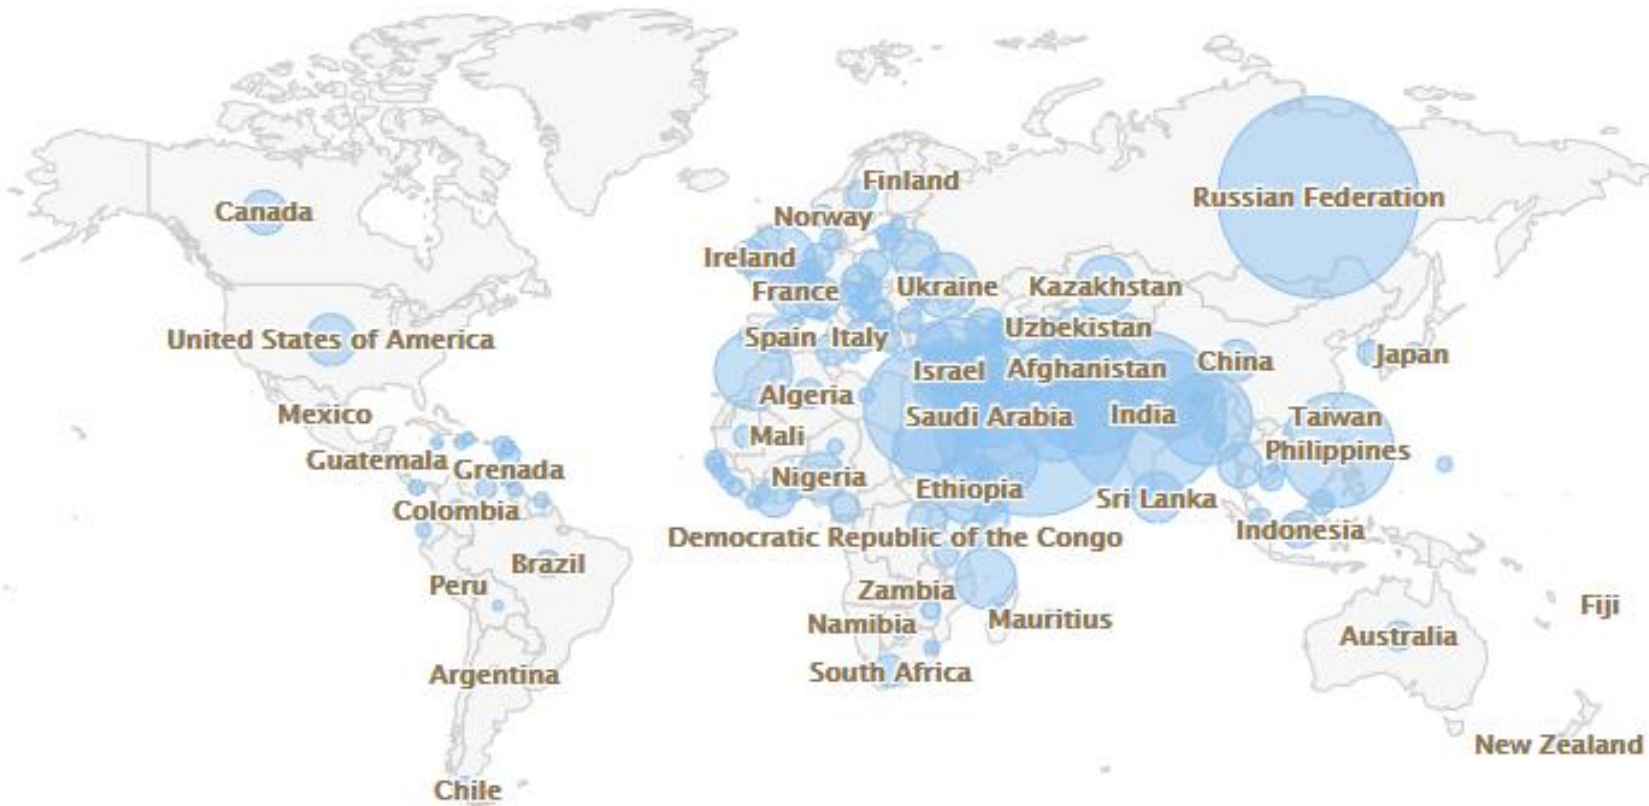 Finland
Russian Federation
Canada
Norway
Ireland
France
Ukraine
Kazakhstan
United States of America
Spain
Italy
Uzbekistan
Israel
Afghanistan
China
Japan
Algeria
Mexico
Saudi Arabia
India
Taiwan
Mali
Philippines
Guatemala
Grenada
Nigeria
Ethiopia
Sri Lanka
Colombia
Indonesia
Democratic Republic of the Congo
Brazil
Peru
Zambia
Fiji
Namibia
Mauritius
Australia
Argentina
South Africa
New Zealand
Chile